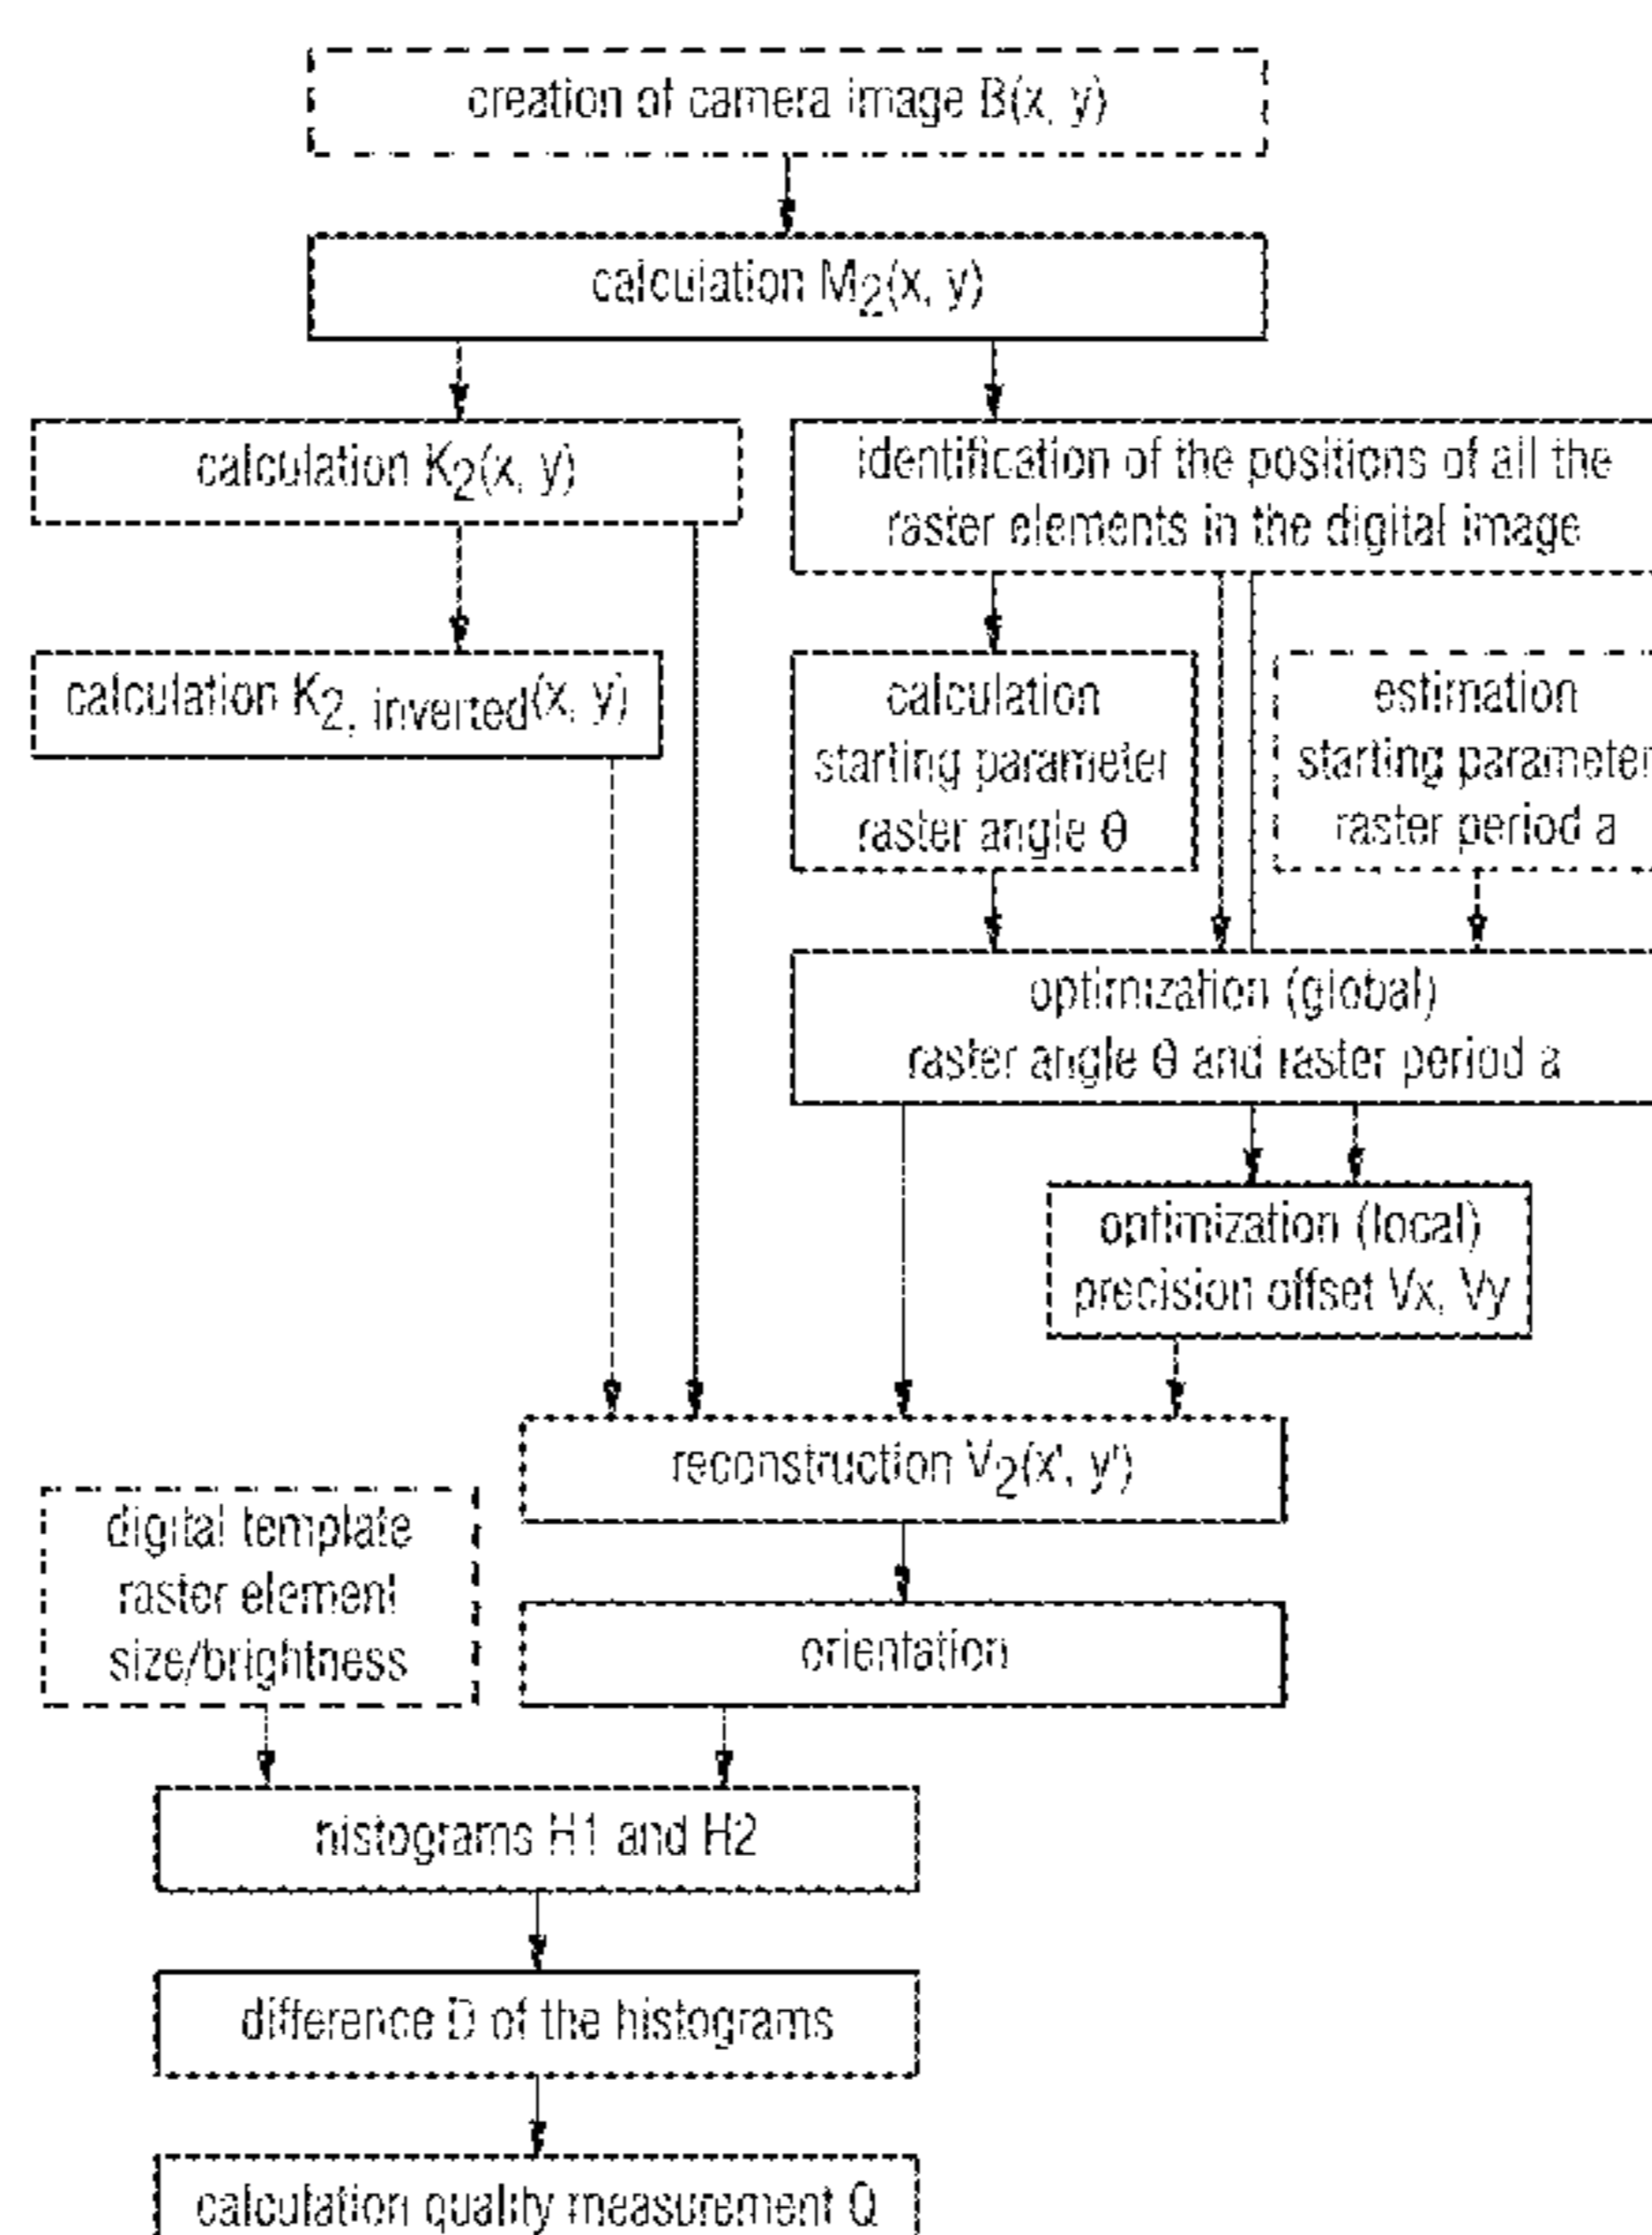 creation of camera image B(x, y)
calculation M2(x, y)
calculation K2(x, y)
identification of the positions of all the
raster elements in the digital image
calculation K2, inverted(x, y)
calculation
starting parameter
raster angle θ
estimation
starting parameter
raster period a
optimization (global)
raster angle θ and raster period a
optimization (local)
precision offset Vx, Vy
reconstruction V2(x', y')
digital template
raster element
size/brightness
orientation
histograms H1 and H2
difference D of the histograms
calculation quality measurement Q